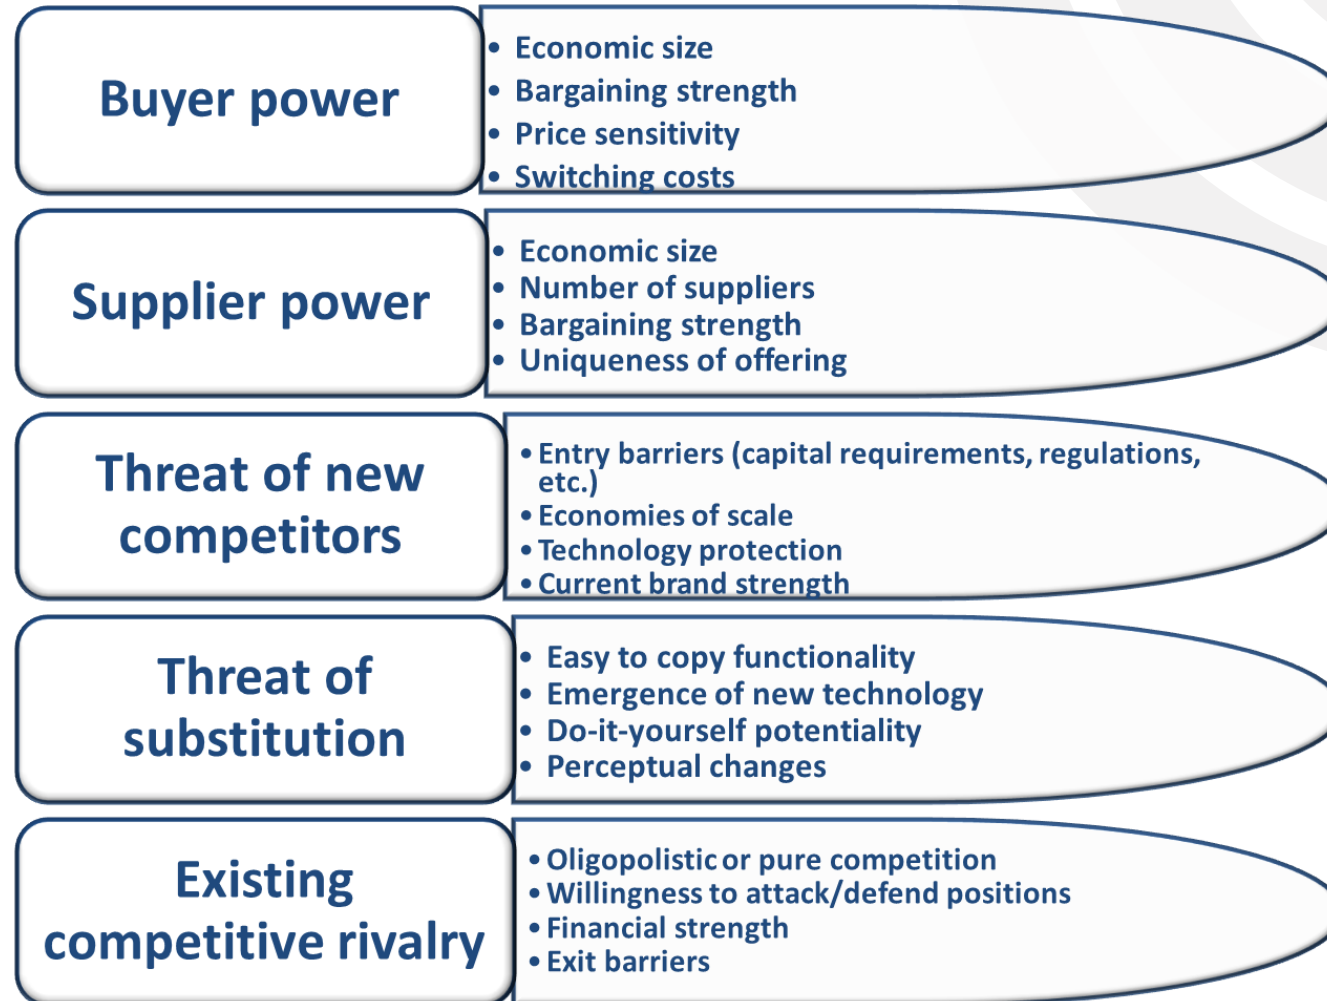 Buyer power
• Economic size
• Bargaining strength
• Price sensitivity
• Switching costs
Supplier power
• Economic size
• Number of suppliers
• Bargaining strength
• Uniqueness of offering
Threat of new
competitors
• Entry barriers (capital requirements, regulations,
etc.)
• Economies of scale
• Technology protection
• Current brand strength
Threat of
substitution
• Easy to copy functionality
• Emergence of new technology
• Do-it-yourself potentiality
• Perceptual changes
Existing
competitive rivalry
• Oligopolistic or pure competition
• Willingness to attack/defend positions
• Financial strength
• Exit barriers